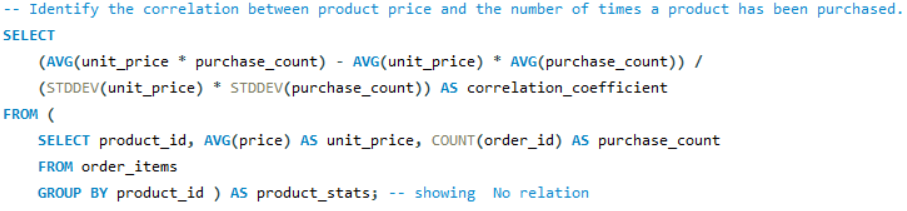 -- Identify the correlation between product price and the number of times a product has been purchased.
SELECT
(AVG(unit_price * purchase_count) - AVG(unit_price) * AVG(purchase_count)) /
(STDDEV(unit_price) * STDDEV(purchase_count)) AS correlation_coefficient
FROM (
SELECT product_id, AVG(price) AS unit_price, COUNT(order_id) AS purchase_count
FROM order_items
GROUP BY product_id ) AS product_stats; -- showing  No relation